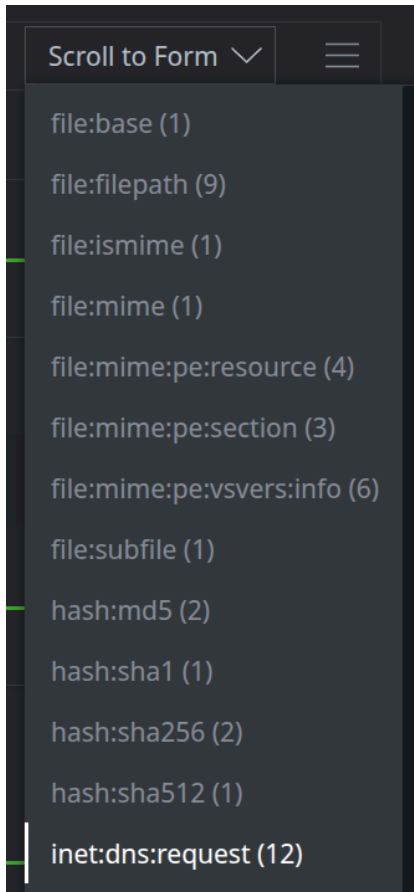 Scroll to Form
file:base (1)
file:filepath (9)
file:ismime (1)
file:mime (1)
file:mime:pe:resource (4)
file:mime:pe:section (3)
file:mime:pe:vsvers:info (6)
file:subfile (1)
hash:md5 (2)
hash:sha1 (1)
hash:sha256 (2)
hash:sha512 (1)
inet:dns:request (12)